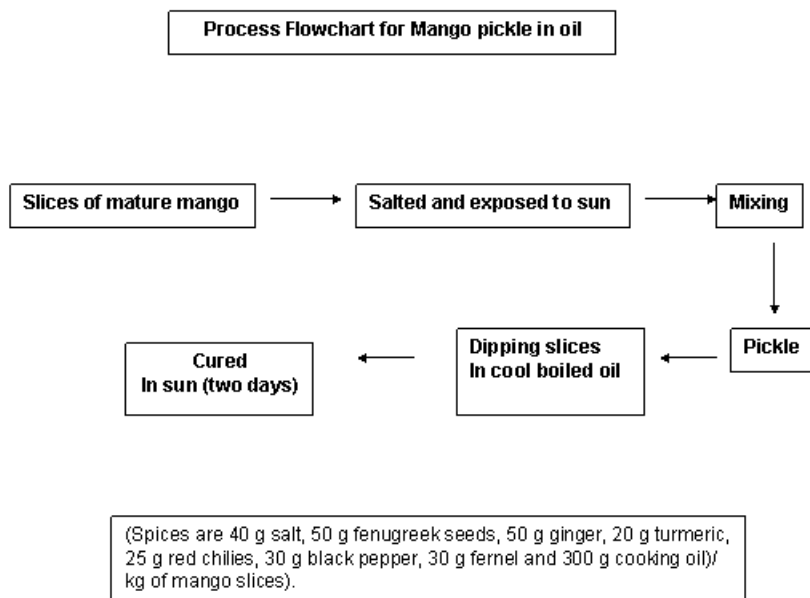 Process Flowchart for Mango pickle in oil
Slices of mature mango
Salted and exposed to sun
Mixing
Pickle
Dipping slices
In cool boiled oil
Cured
In sun (two days)
(Spices are 40 g salt, 50 g fenugreek seeds, 50 g ginger, 20 g turmeric,
25 g red chilies, 30 g black pepper, 30 g fernel and 300 g cooking oil)/
kg of mango slices).